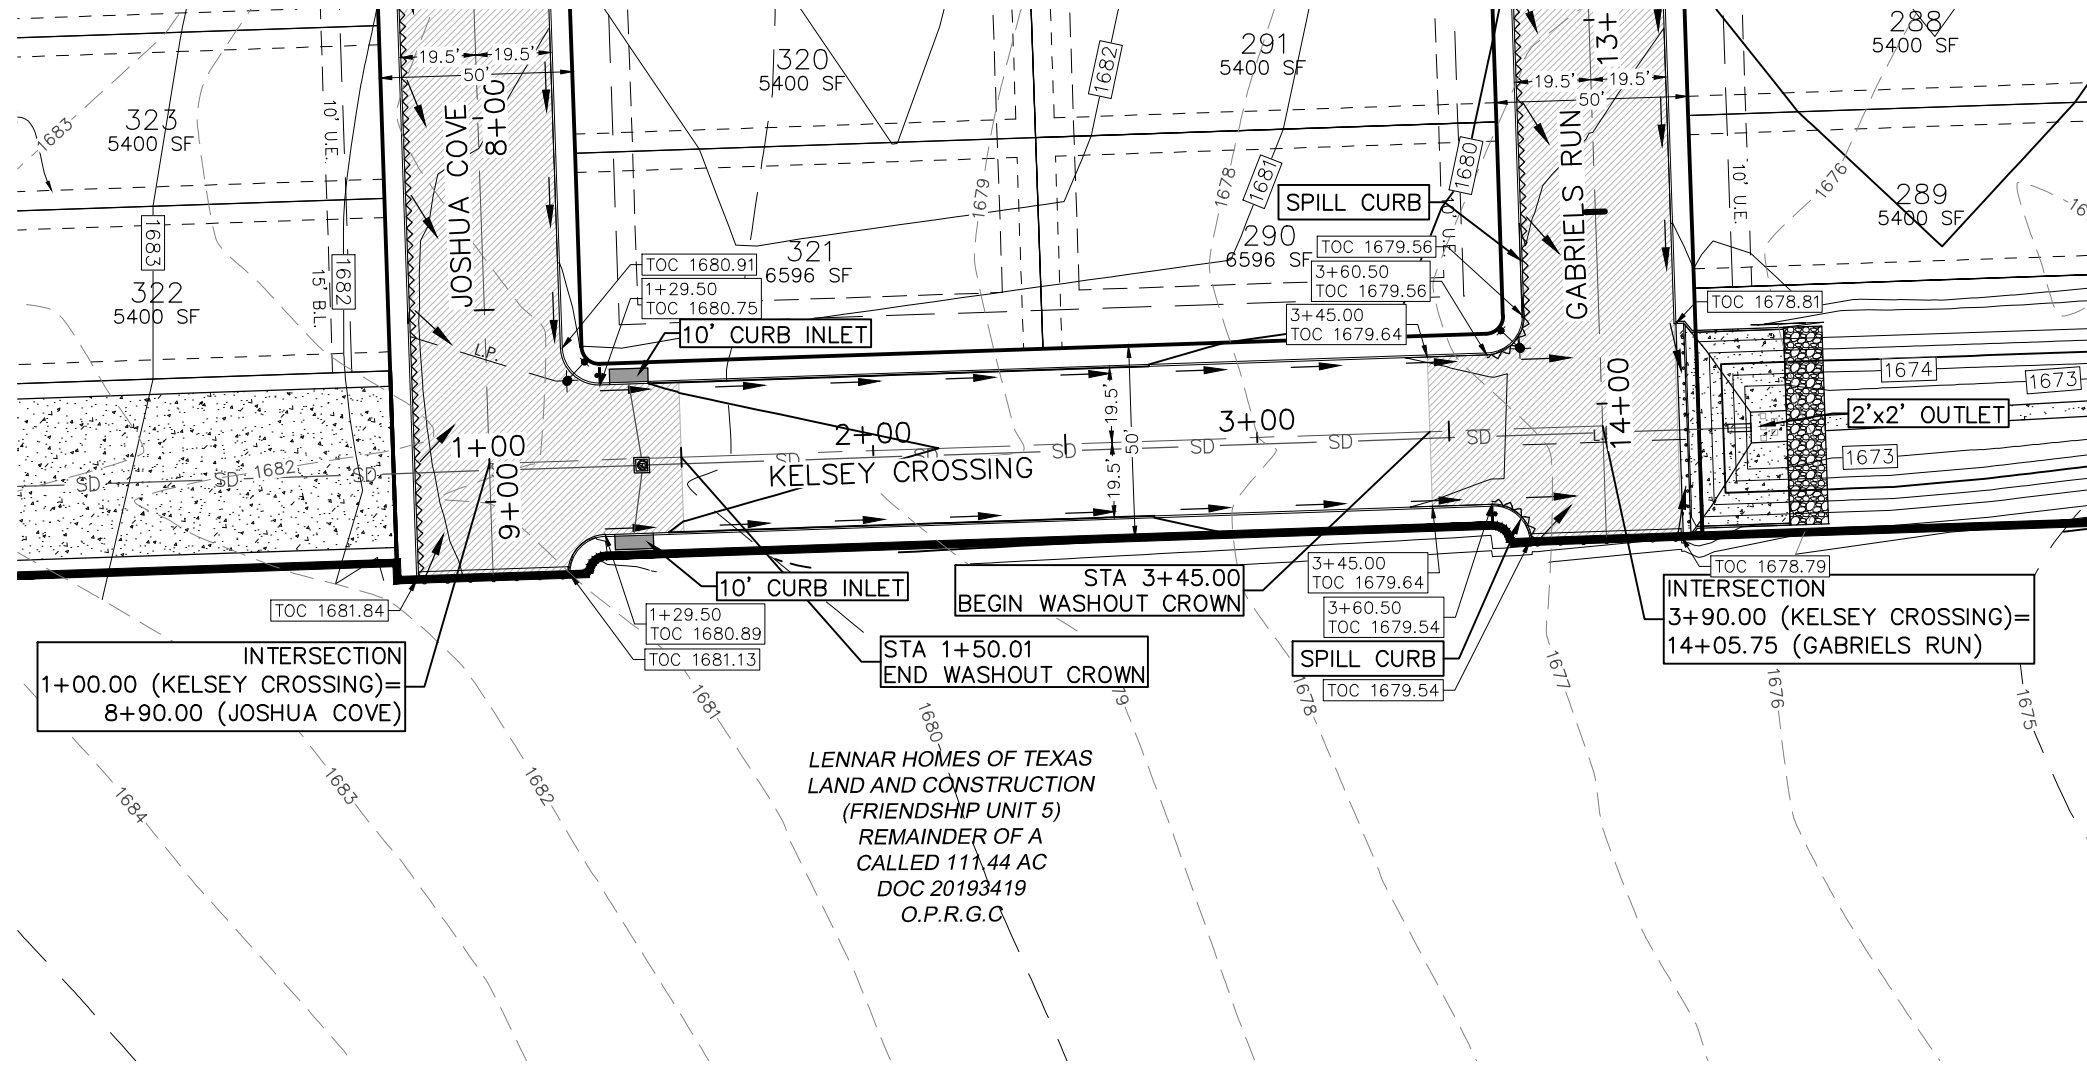 19.5' 19.5'
50'
JOSHUA COVE
8+00
9+00
1683
323
5400 SF
10' U.E.
1683
322
5400 SF
15' B.L.
1682
L.P.
320
5400 SF
1682
291
5400 SF
1679
1678
1681
1680
321
6596 SF
290
6596 SF
SPILL CURB
TOC 1680.91
1+29.50
TOC 1680.75
10' CURB INLET
TOC 1679.56
3+60.50
TOC 1679.56
3+45.00
TOC 1679.64
19.5' 19.5'
50'
GABRIELS RUN
13+
14+00
288
5400 SF
1676
289
5400 SF
10' U.E.
TOC 1678.81
1674
1673
2'x2' OUTLET
1673
1+00
2+00
3+00
KELSEY CROSSING
19.5'
19.5'
50'
SD SD SD SD SD SD SD SD
1682
10' CURB INLET
STA 3+45.00
BEGIN WASHOUT CROWN
3+45.00
TOC 1679.64
3+60.50
TOC 1679.54
TOC 1678.79
INTERSECTION
3+90.00 (KELSEY CROSSING)=
14+05.75 (GABRIELS RUN)
TOC 1681.84
1+29.50
TOC 1680.89
TOC 1681.13
STA 1+50.01
END WASHOUT CROWN
SPILL CURB
TOC 1679.54
INTERSECTION
1+00.00 (KELSEY CROSSING)=
8+90.00 (JOSHUA COVE)
1684
1683
1682
1681
1680
79
1678
1677
1676
1675
LENNAR HOMES OF TEXAS
LAND AND CONSTRUCTION
(FRIENDSHIP UNIT 5)
REMAINDER OF A
CALLED 111.44 AC
DOC 20193419
O.P.R.G.C